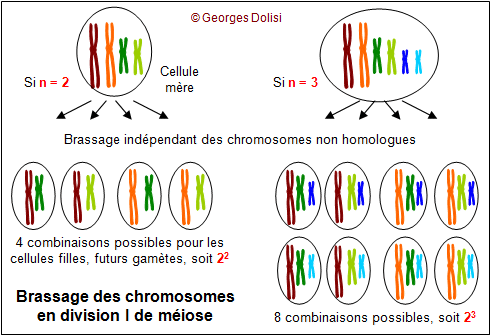 © Georges Dolisi
Si n = 2
Cellule
mère
Si n = 3
Brassage indépendant des chromosomes non homologues
4 combinaisons possibles pour les
cellules filles, futurs gamètes, soit 2²
Brassage des chromosomes
en division I de méiose
8 combinaisons possibles, soit 2³